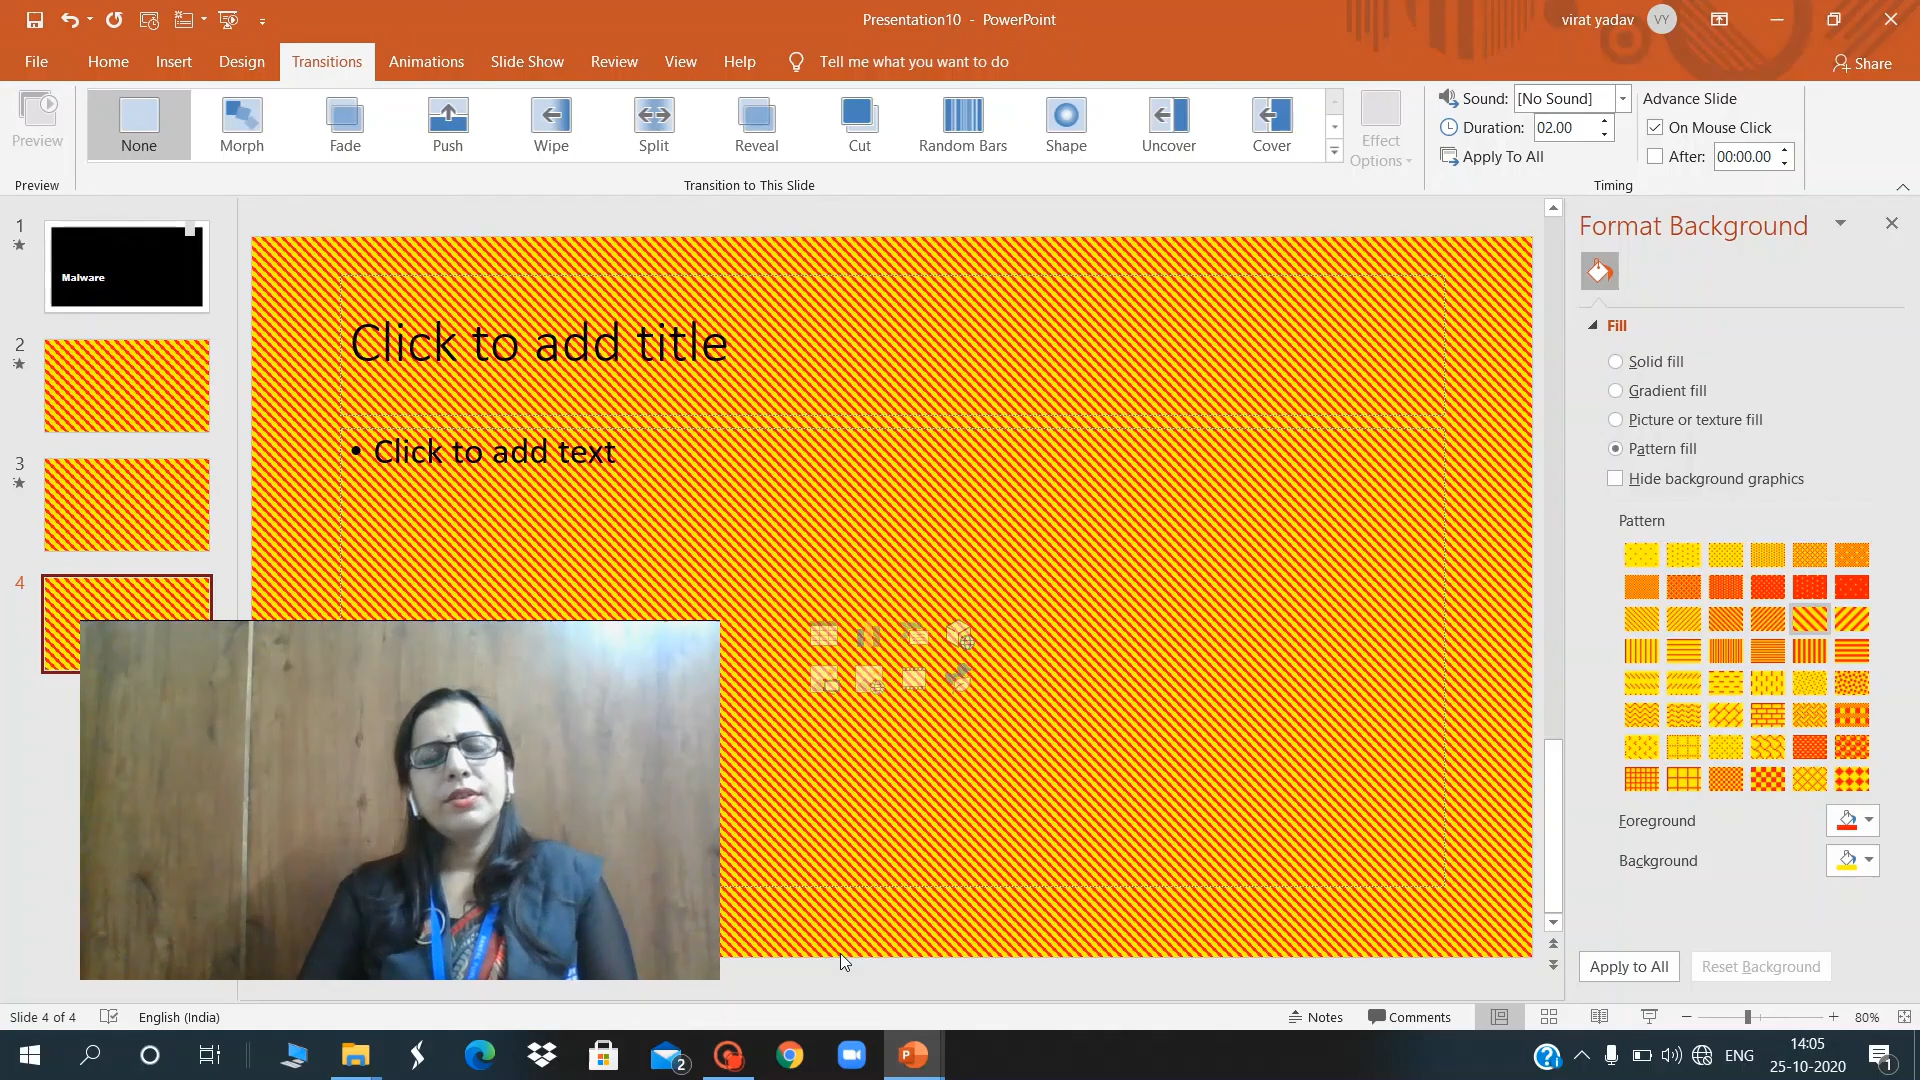 Presentation10 - PowerPoint
virat yadav
VY
File
Home
Insert
Design
Transitions
Animations
Slide Show
Review
View
Help
Tell me what you want to do
Share
Preview
None
Morph
Fade
Push
Wipe
Split
Reveal
Cut
Random Bars
Shape
Uncover
Cover
Effect
Options
Sound:
[No Sound]
Advance Slide
Duration:
02.00
On Mouse Click
Apply To All
After:
00:00.00
Preview
Transition to This Slide
Timing
1
Malware
2
3
4
Click to add title
• Click to add text
Format Background
Fill
Solid fill
Gradient fill
Picture or texture fill
Pattern fill
Hide background graphics
Pattern
Foreground
Background
Apply to All
Reset Background
Slide 4 of 4
English (India)
Notes
Comments
80%
2
P
ENG
14:05
25-10-2020
1